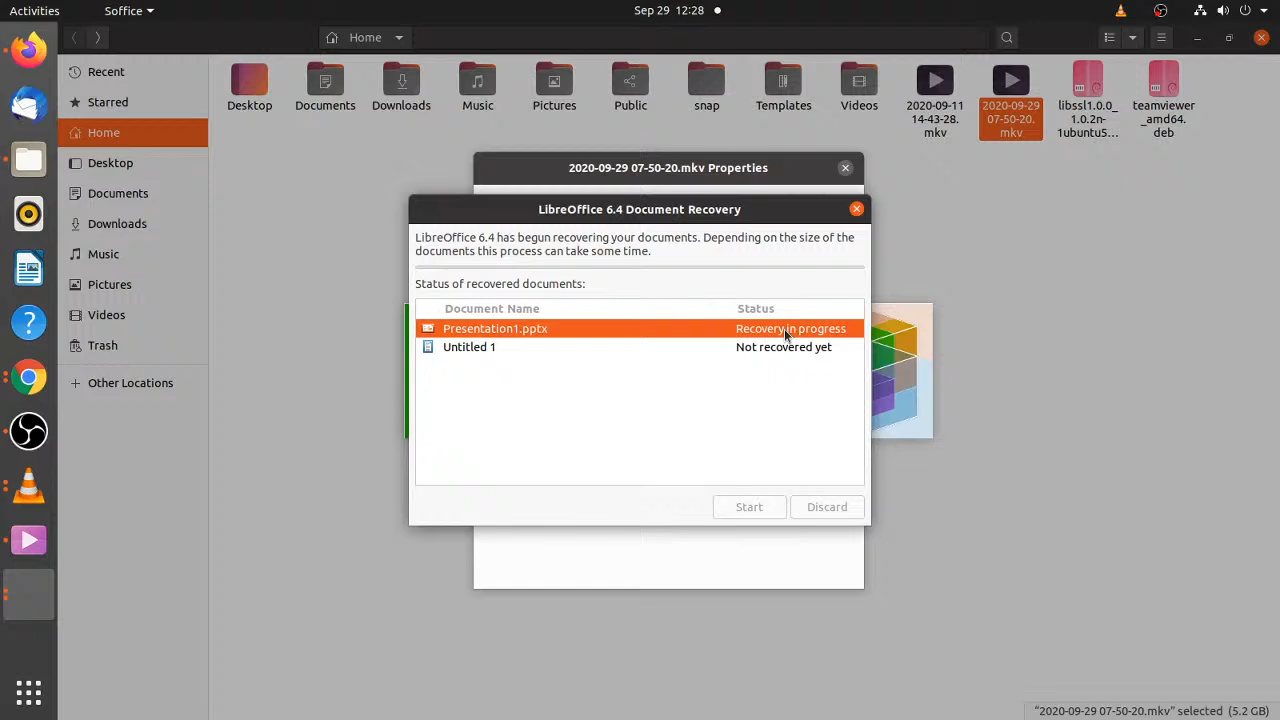 Activities
Soffice
Sep 29 12:28
Home
Recent
Starred
Home
Desktop
Documents
Downloads
Music
Pictures
Videos
Trash
Other Locations
Desktop
Documents
Downloads
Music
Pictures
Public
snap
Templates
Videos
2020-09-11
14-43-28.
mkv
2020-09-29
07-50-20.
mkv
libssl1.0.0_
1.0.2n-
1ubuntu5...
teamviewer
_amd64.
deb
2020-09-29 07-50-20.mkv Properties
LibreOffice 6.4 Document Recovery
LibreOffice 6.4 has begun recovering your documents. Depending on the size of the
documents this process can take some time.
Status of recovered documents:
Document Name Status
Presentation1.pptx Recovery in progress
Untitled 1 Not recovered yet
Start Discard
"2020-09-29 07-50-20.mkv" selected (5.2 GB)